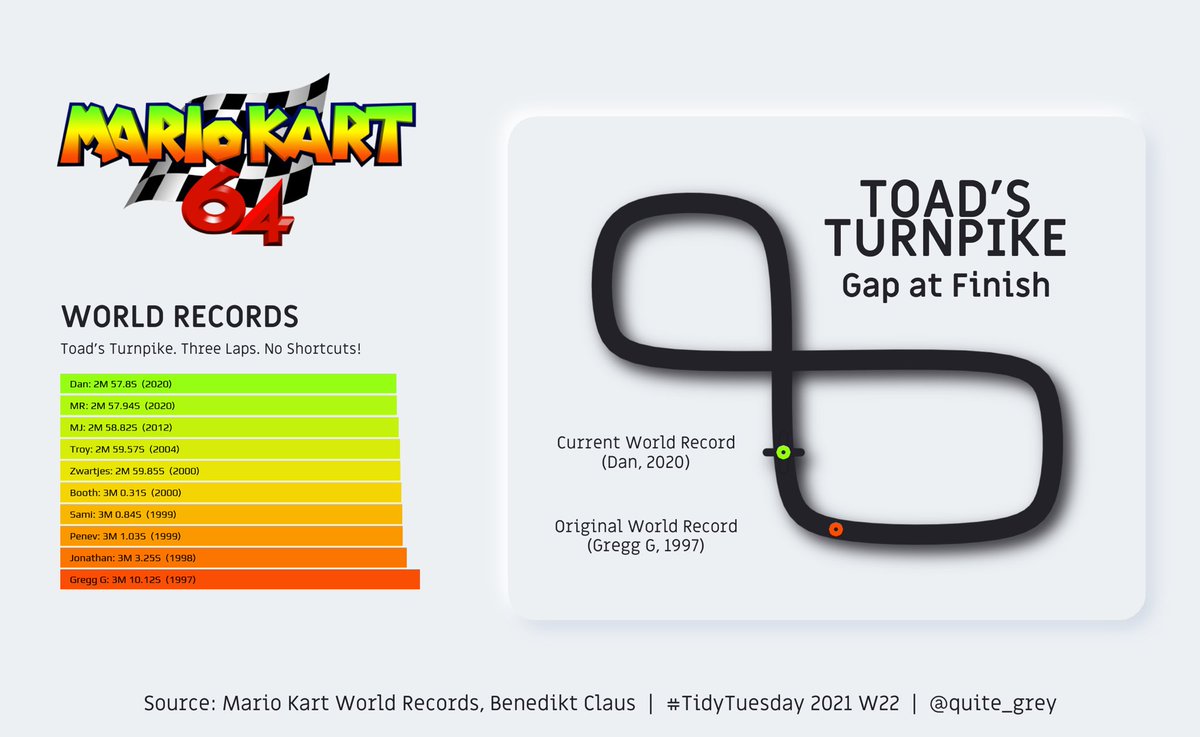 MARIO KART
64
WORLD RECORDS
Toad's Turnpike. Three Laps. No Shortcuts!
Dan: 2M 57.8S (2020)
MR: 2M 57.94S (2020)
MJ: 2M 58.82S (2012)
Troy: 2M 59.57S (2004)
Zwartjes: 2M 59.85S (2000)
Booth: 3M 0.31S (2000)
Sami: 3M 0.84S (1999)
Penev: 3M 1.03S (1999)
Jonathan: 3M 3.25S (1998)
Gregg G: 3M 10.12S (1997)
TOAD'S
TURNPIKE
Gap at Finish
Current World Record
(Dan, 2020)
Original World Record
(Gregg G, 1997)
Source: Mario Kart World Records, Benedikt Claus | #TidyTuesday 2021 W22 | @quite_grey